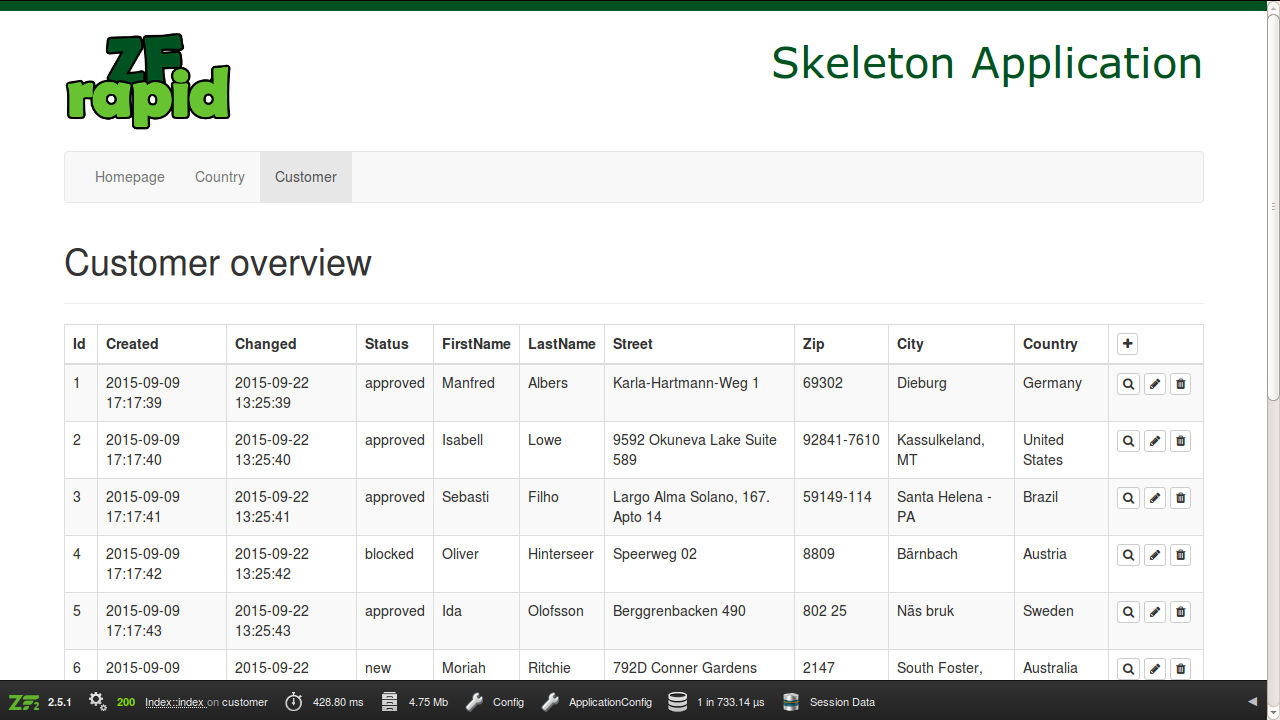 ZF
rapid
Skeleton Application
Homepage Country Customer
Customer overview
Id Created Changed Status FirstName LastName Street Zip City Country
1 2015-09-09 2015-09-22 approved Manfred Albers Karla-Hartmann-Weg 1 69302 Dieburg Germany
17:17:39 13:25:39
2 2015-09-09 2015-09-22 approved Isabell Lowe 9592 Okuneva Lake Suite 92841-7610 Kassulkeland, United
17:17:40 13:25:40 589 MT States
3 2015-09-09 2015-09-22 approved Sebasti Filho Largo Alma Solano, 167. 59149-114 Santa Helena - Brazil
17:17:41 13:25:41 Apto 14 PA
4 2015-09-09 2015-09-22 blocked Oliver Hinterseer Speerweg 02 8809 Bärnbach Austria
17:17:42 13:25:42
5 2015-09-09 2015-09-22 approved Ida Olofsson Berggrenbacken 490 802 25 Näs bruk Sweden
17:17:43 13:25:43
6 2015-09-09 2015-09-22 new Moriah Ritchie 792D Conner Gardens 2147 South Foster, Australia
ZF2 2.5.1 200 Index::index on customer 428.80 ms 4.75 Mb Config ApplicationConfig 1 in 733.14 µs Session Data